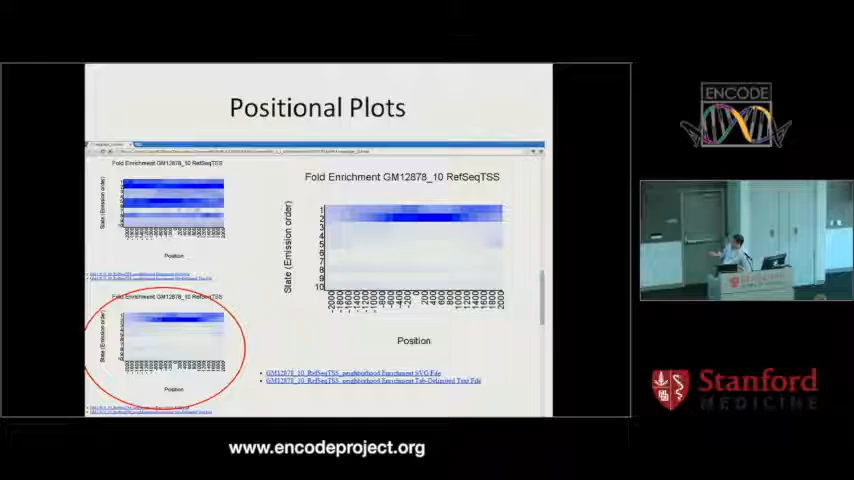 Positional Plots
Fold Enrichment GM12878_10 RefSeqTSS
State (Emission order)
Position
Fold Enrichment GM12878_10 RefSeqTSS
State (Emission order)
Position
Fold Enrichment GM12878_10 RefSeqTSS
State (Emission order)
1
2
3
4
5
6
7
8
9
10
-2000
-1800
-1600
-1400
-1200
-1000
-800
-600
-400
-200
0
200
400
600
800
1000
1200
1400
1600
1800
2000
Position
GM12878_10_RefSeqTSS_neighborhood Enrichment SVG File
GM12878_10_RefSeqTSS_neighborhood Enrichment Tab-Delimited Text File
www.encodeproject.org
ENCODE
Stanford
MEDICINE